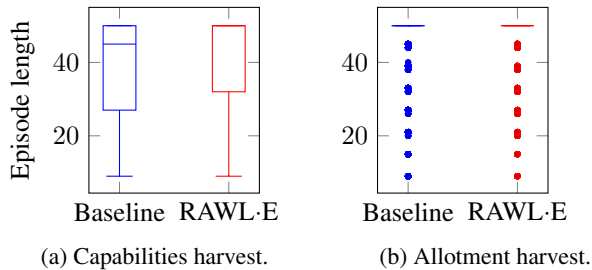 Episode length
40
20
Baseline RAWL·E
(a) Capabilities harvest.
40
20
Baseline RAWL·E
(b) Allotment harvest.